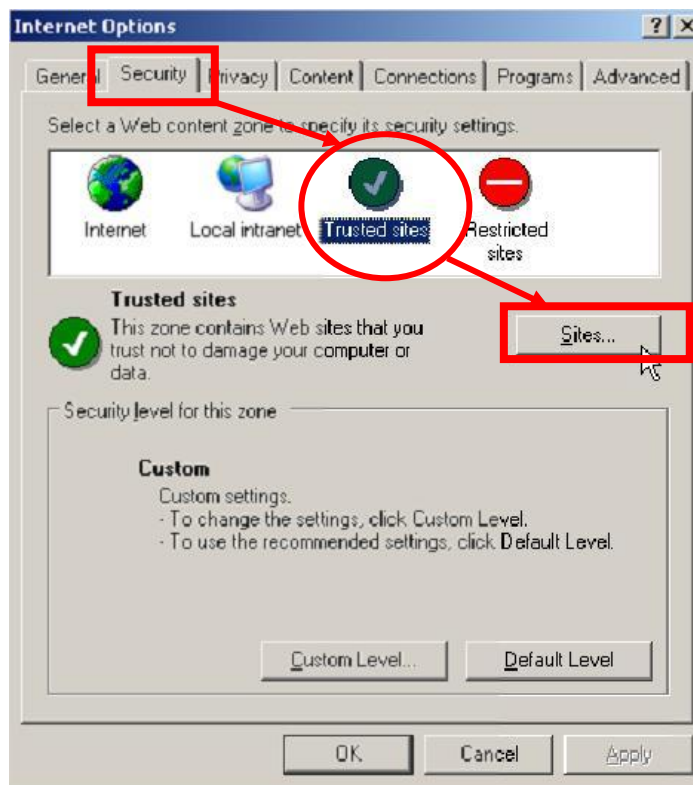 Internet Options
General Security Privacy Content Connections Programs Advanced
Select a Web content zone to specify its security settings.
Internet Local intranet Trusted sites Restricted
sites
Trusted sites
This zone contains Web sites that you
trust not to damage your computer or
data.
Sites...
Security level for this zone
Custom
Custom settings.
- To change the settings, click Custom Level.
- To use the recommended settings, click Default Level.
Custom Level... Default Level
OK Cancel Apply